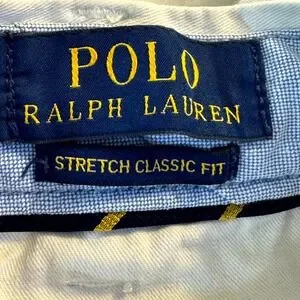 POLO
RALPH LAUREN
STRETCH CLASSIC FIT